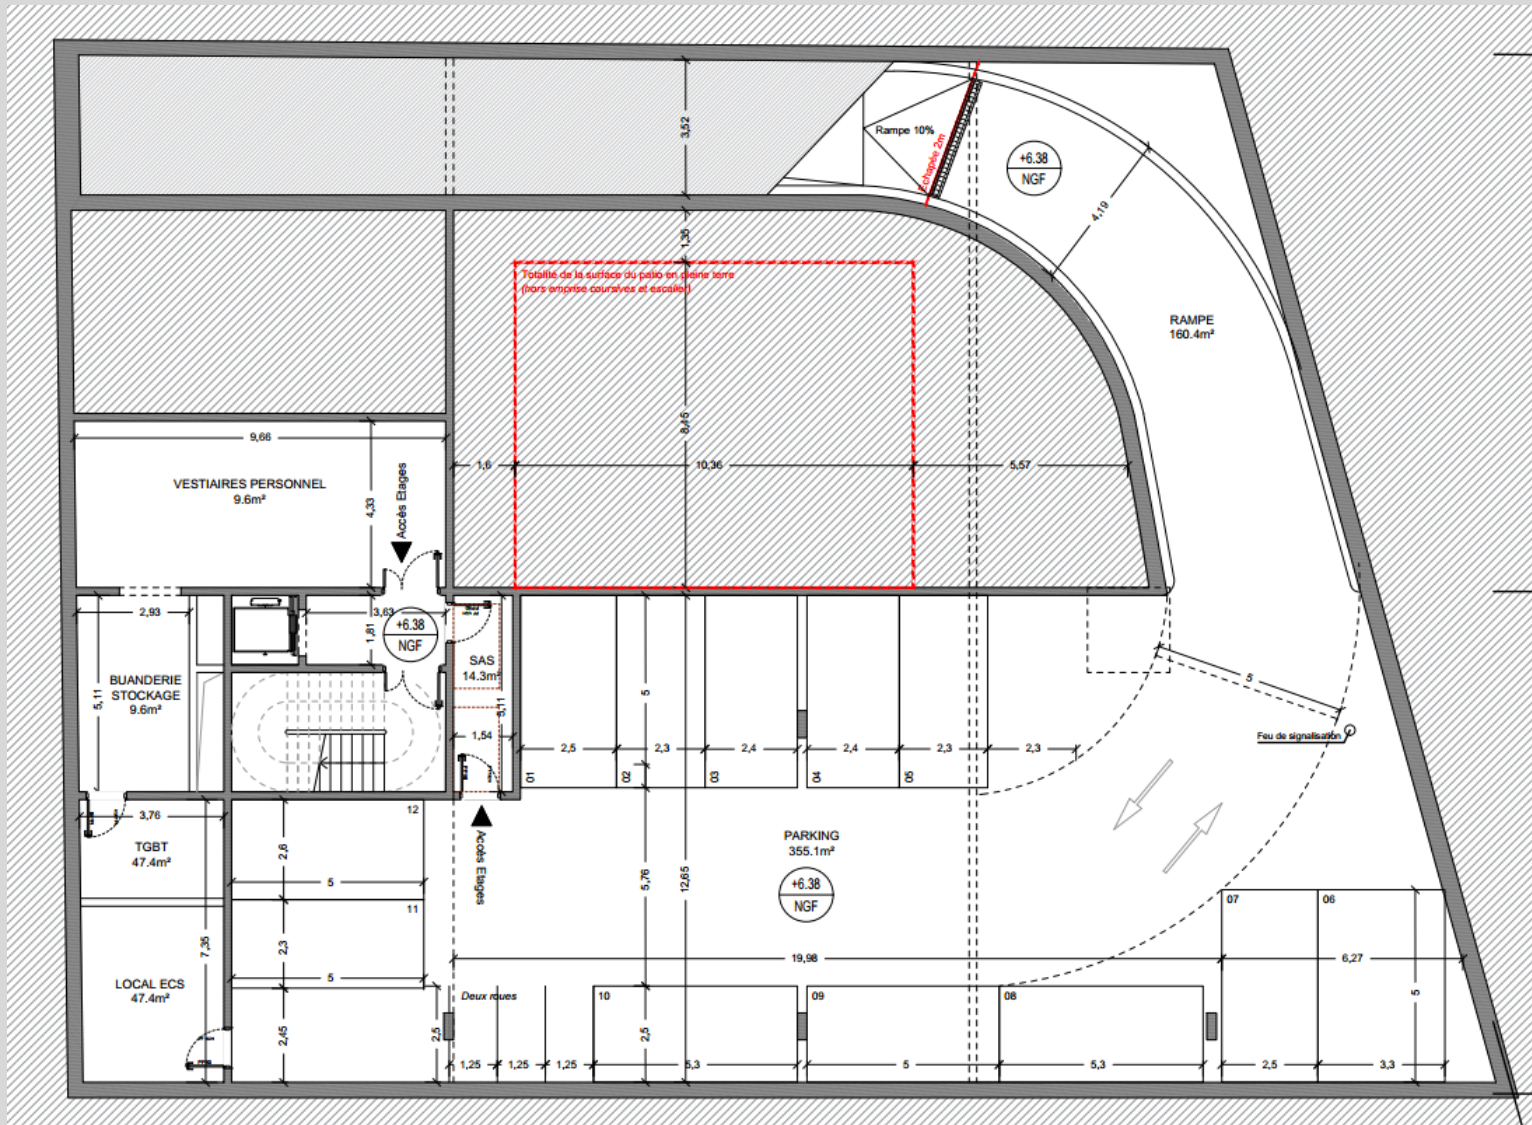 3,52
Rampe 10%
Echapée 2m
+6.38
NGF
4,19
1,35
Totalité de la surface du patio en pleine terre
(hors emprise coursives et escalier)
RAMPE
160.4m²
8,45
9,66
1,6
10,36
5,57
VESTIAIRES PERSONNEL
9.6m²
4,33
Accès Etages
2,93
3,63
1,81
+6.38
NGF
SAS
14.3m²
5,11
BUANDERIE
STOCKAGE
9.6m²
5,11
1,54
5
5
Feu de signalisation
2,5
2,3
2,4
2,4
2,3
2,3
01
02
03
04
05
3,76
TGBT
47.4m²
12
2,6
5
11
Accès Etages
PARKING
355.1m²
+6.38
NGF
5,76
12,65
07
06
7,35
2,3
5
19,98
6,27
LOCAL ECS
47.4m²
Deux roues
10
09
08
5
2,45
2,5
2,5
1,25
1,25
1,25
5,3
5
5,3
2,5
3,3